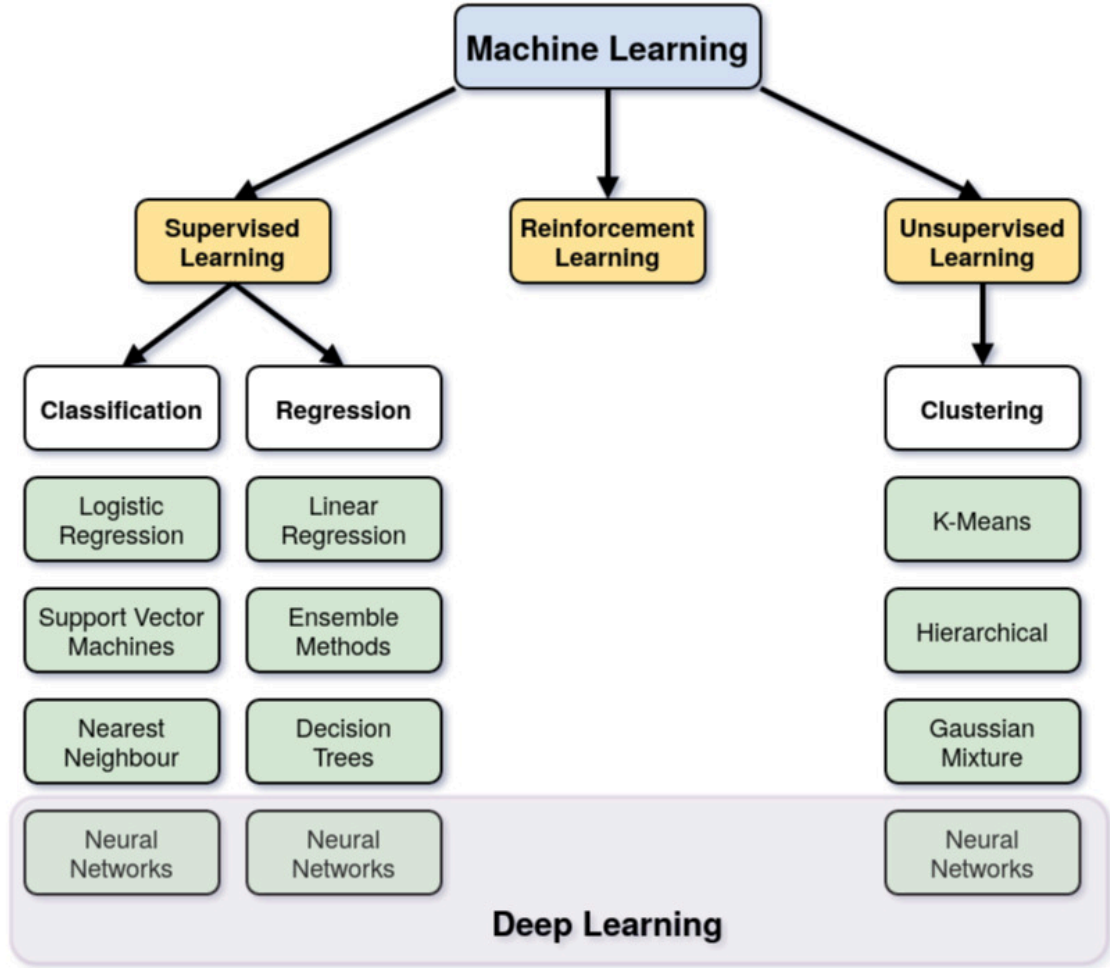 Machine Learning
Supervised
Learning
Reinforcement
Learning
Unsupervised
Learning
Classification
Regression
Clustering
Logistic
Regression
Linear
Regression
K-Means
Support Vector
Machines
Ensemble
Methods
Hierarchical
Nearest
Neighbour
Decision
Trees
Gaussian
Mixture
Neural
Networks
Neural
Networks
Neural
Networks
Deep Learning